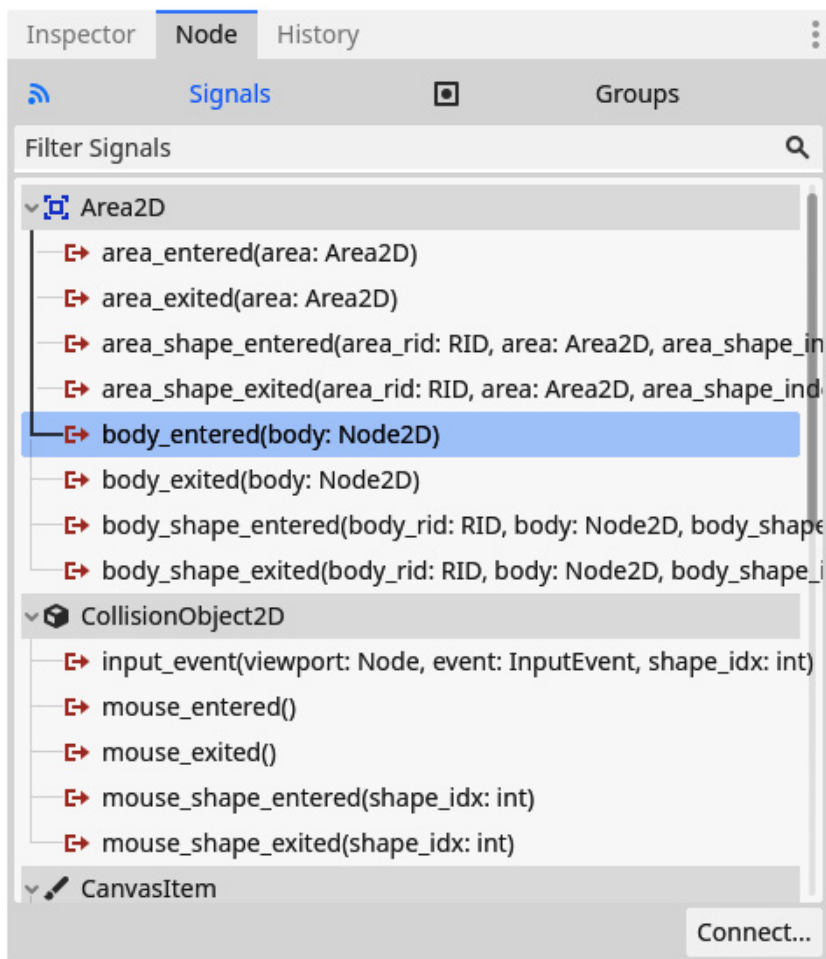 Inspector Node History
Signals Groups
Filter Signals
Area2D
area_entered(area: Area2D)
area_exited(area: Area2D)
area_shape_entered(area_rid: RID, area: Area2D, area_shape_in
area_shape_exited(area_rid: RID, area: Area2D, area_shape_ind
body_entered(body: Node2D)
body_exited(body: Node2D)
body_shape_entered(body_rid: RID, body: Node2D, body_shape
body_shape_exited(body_rid: RID, body: Node2D, body_shape_i
CollisionObject2D
input_event(viewport: Node, event: InputEvent, shape_idx: int)
mouse_entered()
mouse_exited()
mouse_shape_entered(shape_idx: int)
mouse_shape_exited(shape_idx: int)
CanvasItem
Connect...